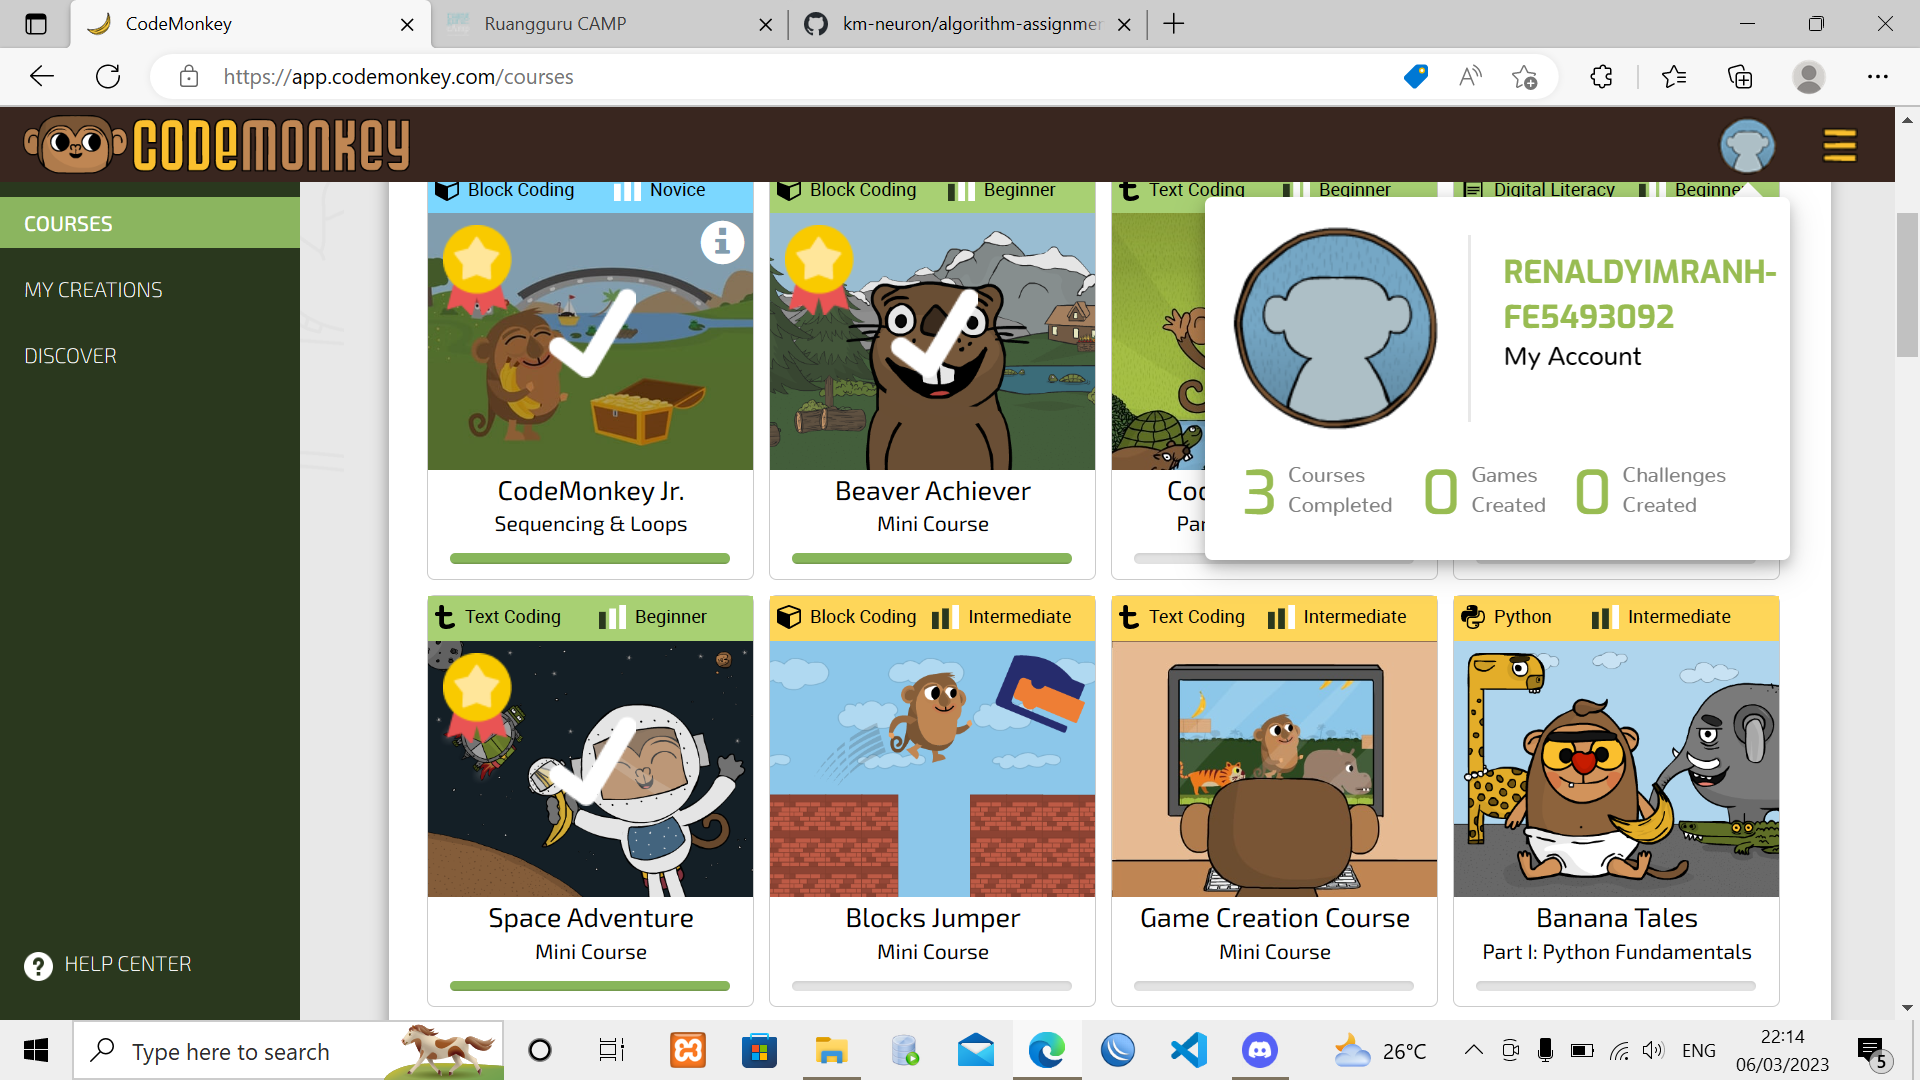 CodeMonkey
Ruangguru CAMP
km-neuron/algorithm-assignmer
https://app.codemonkey.com/courses
CODEMONKEY
COURSES
MY CREATIONS
DISCOVER
HELP CENTER
Block Coding Novice
Block Coding Beginner
Text Coding Beginner
Digital Literacy Beginne
RENALDYIMRANH-
FE5493092
My Account
3 Courses Completed
0 Games Created
0 Challenges Created
CodeMonkey Jr.
Sequencing & Loops
Beaver Achiever
Mini Course
Coc
Par
Text Coding Beginner
Block Coding Intermediate
Text Coding Intermediate
Python Intermediate
Space Adventure
Mini Course
Blocks Jumper
Mini Course
Game Creation Course
Mini Course
Banana Tales
Part I: Python Fundamentals
Type here to search
26°C
ENG
22:14
06/03/2023
5